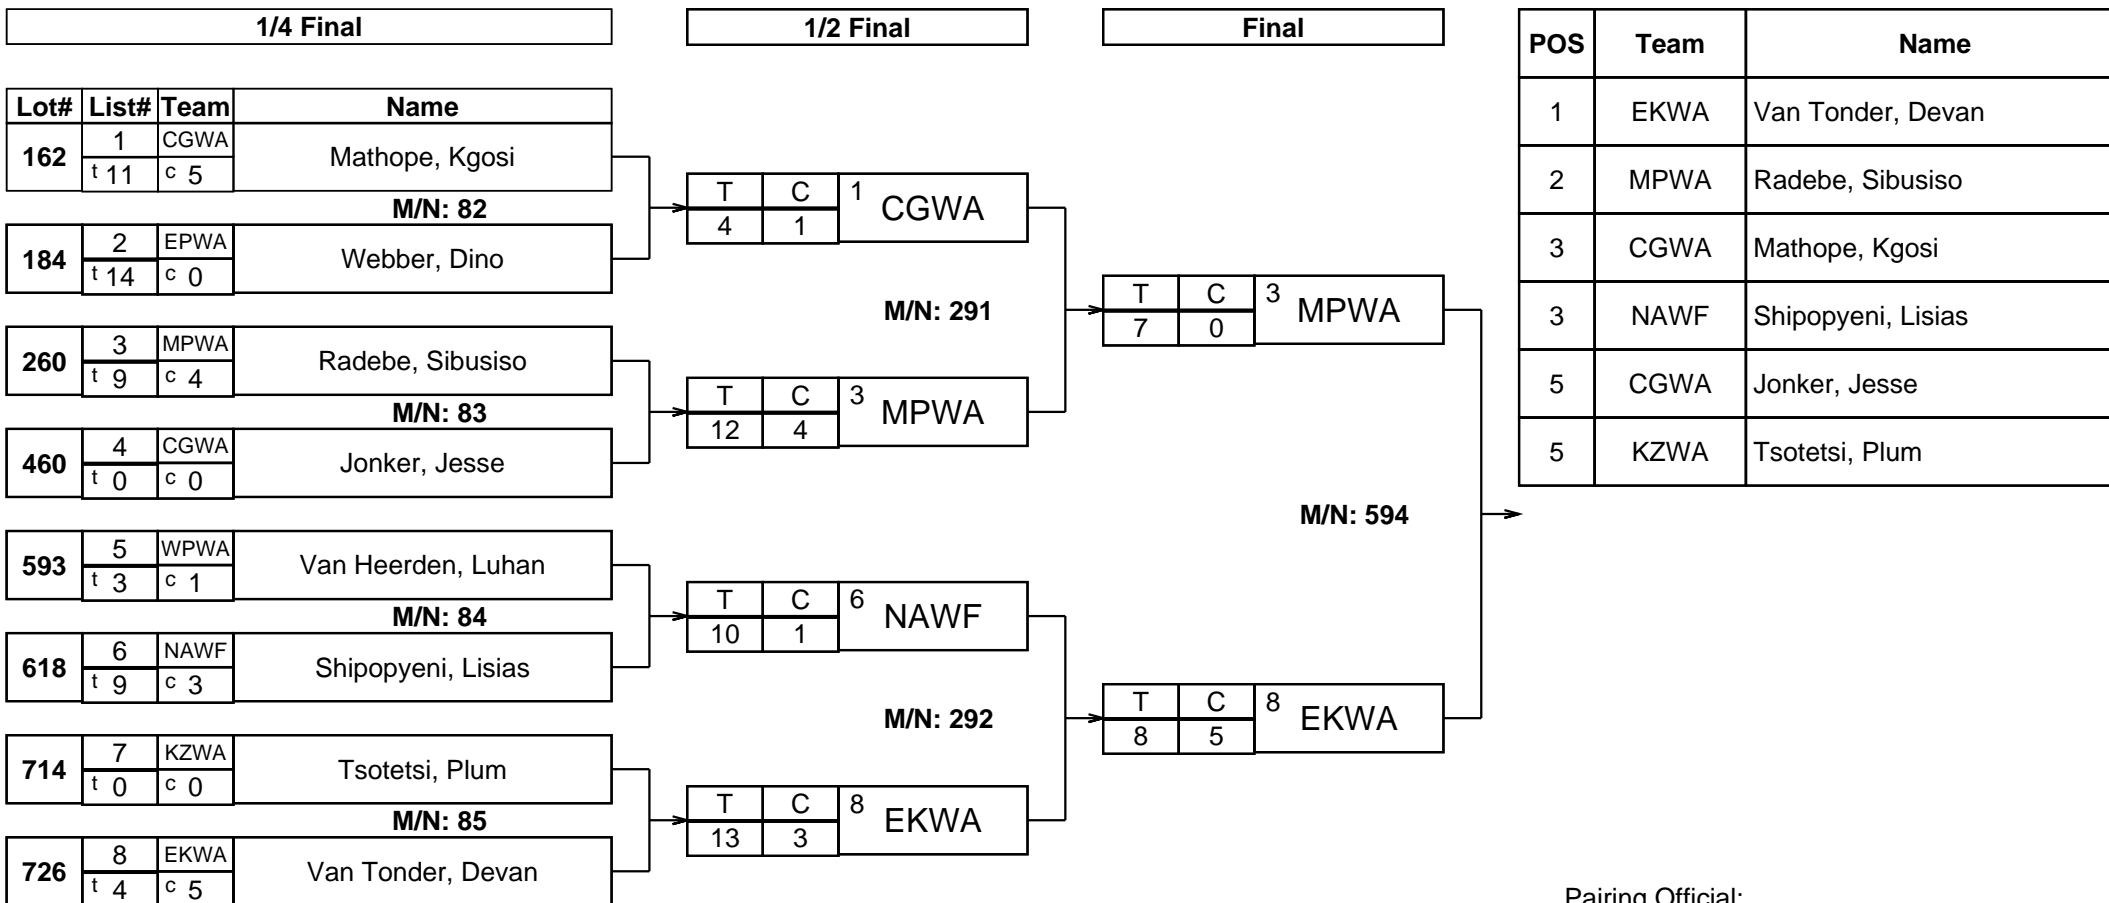 1/4 Final
1/2 Final
Final
Lot# List# Team Name
162 1 CGWA Mathope, Kgosi
t 11 c 5
M/N: 82
184 2 EPWA Webber, Dino
t 14 c 0
260 3 MPWA Radebe, Sibusiso
t 9 c 4
M/N: 83
460 4 CGWA Jonker, Jesse
t 0 c 0
593 5 WPWA Van Heerden, Luhan
t 3 c 1
M/N: 84
618 6 NAWF Shipopyeni, Lisias
t 9 c 3
714 7 KZWA Tsotetsi, Plum
t 0 c 0
M/N: 85
726 8 EKWA Van Tonder, Devan
t 4 c 5
T C 1 CGWA
4 1
M/N: 291
T C 3 MPWA
12 4
T C 6 NAWF
10 1
M/N: 292
T C 8 EKWA
13 3
T C 3 MPWA
7 0
M/N: 594
T C 8 EKWA
8 5
POS Team Name
1 EKWA Van Tonder, Devan
2 MPWA Radebe, Sibusiso
3 CGWA Mathope, Kgosi
3 NAWF Shipopyeni, Lisias
5 CGWA Jonker, Jesse
5 KZWA Tsotetsi, Plum
Pairing Official: